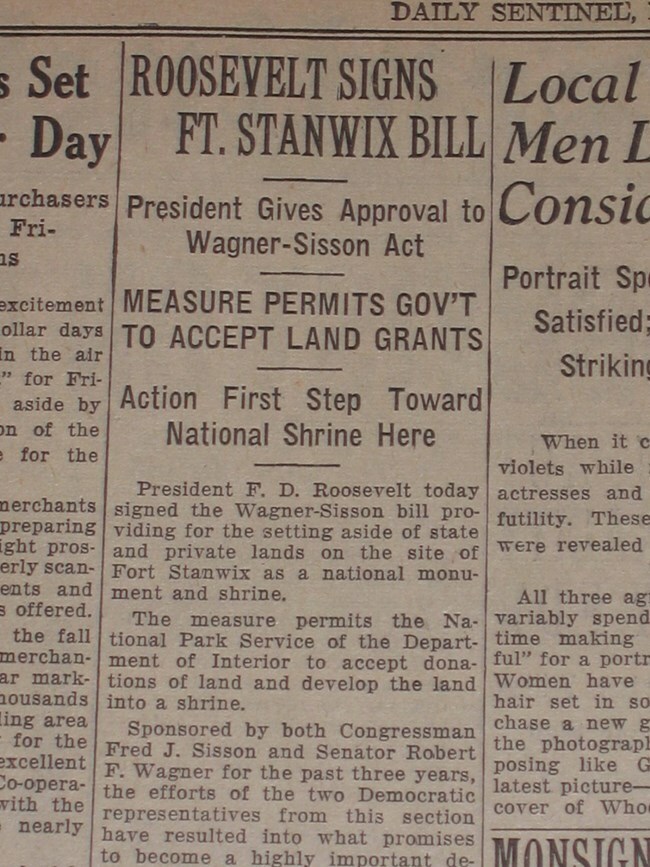 DAILY SENTINEL,
s Set
Day
urchasers
Fri-
ns
excitement
ollar days
in the air
" for Fri-
aside by
on of the
e for the
merchants
preparing
ight pros-
erly scan-
ents and
s offered.
the fall
merchan-
ar mark-
housands
ling area
for the
excellent
Co-opera-
with the
nearly
ROOSEVELT SIGNS
FT. STANWIX BILL
President Gives Approval to
Wagner-Sisson Act
MEASURE PERMITS GOV'T
TO ACCEPT LAND GRANTS
Action First Step Toward
National Shrine Here
President F. D. Roosevelt today
signed the Wagner-Sisson bill pro-
viding for the setting aside of state
and private lands on the site of
Fort Stanwix as a national monu-
ment and shrine.
The measure permits the Na-
tional Park Service of the Depart-
ment of Interior to accept dona-
tions of land and develop the land
into a shrine.
Sponsored by both Congressman
Fred J. Sisson and Senator Robert
F. Wagner for the past three years,
the efforts of the two Democratic
representatives from this section
have resulted into what promises
to become a highly important de-
Local
Men L
Consid
Portrait Spe
Satisfied;
Striking
When it c
violets while
actresses and
futility. These
were revealed
All three ag
variably spend
time making
ful" for a portr
Women have
hair set in so
chase a new g
the photograph
posing like G
latest picture—
cover of Who
MONSIGN